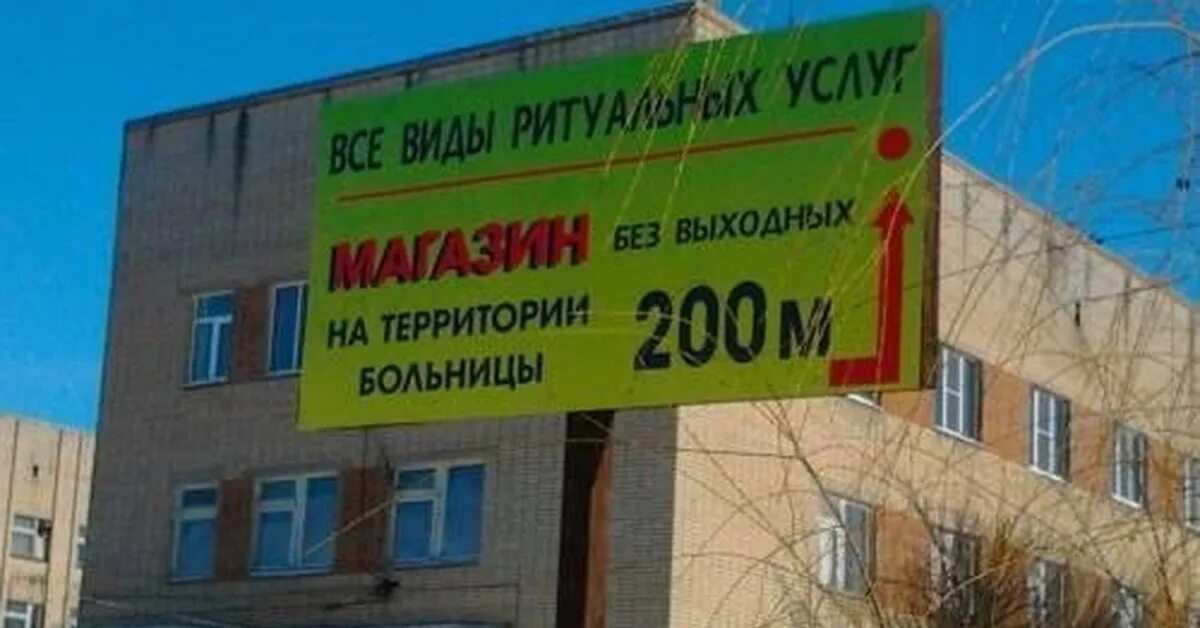 ВСЕ ВИДЫ РИТУАЛЬНЫХ УСЛУГ
МАГАЗИН БЕЗ ВЫХОДНЫХ
НА ТЕРРИТОРИИ
БОЛЬНИЦЫ
200 М